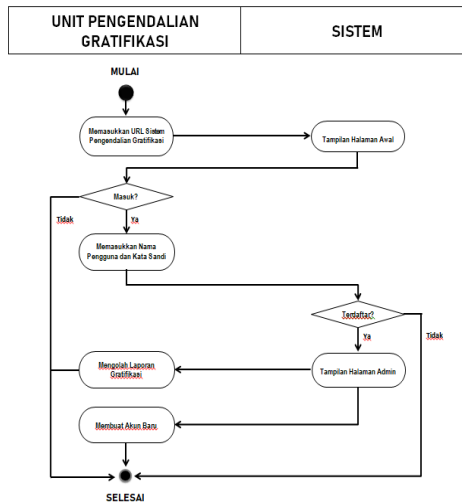 UNIT PENGENDALIAN
GRATIFIKASI
SISTEM
MULAI
Memasukkan URL Sistem
Pengendalian Gratifikasi
Tampilan Halaman Awal
Masuk?
Tidak
Ya
Memasukkan Nama
Pengguna dan Kata Sandi
Terdaftar?
Ya
Tidak
Mengolah Laporan
Gratifikasi
Tampilan Halaman Admin
Membuat Akun Baru
SELESAI